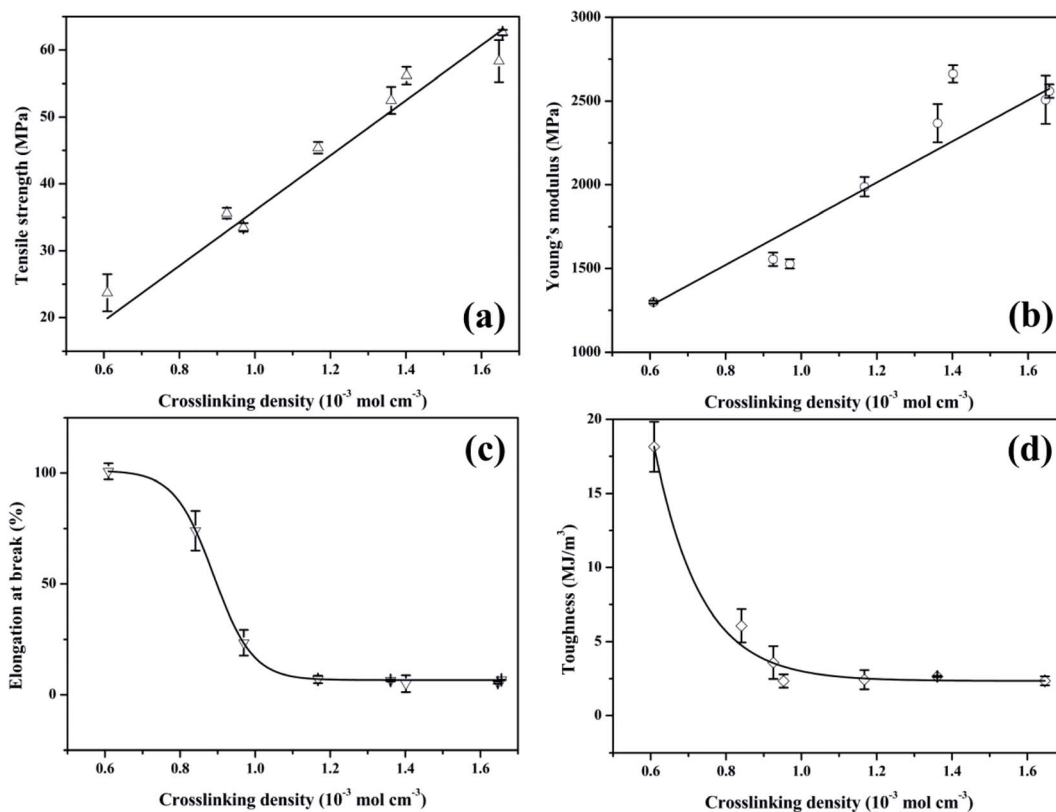 60
50
40
30
20
Tensile strength (MPa)
(a)
0.6 0.8 1.0 1.2 1.4 1.6
Crosslinking density (10⁻³ mol cm⁻³)
3000
2500
2000
1500
1000
Young's modulus (MPa)
(b)
0.6 0.8 1.0 1.2 1.4 1.6
Crosslinking density (10⁻³ mol cm⁻³)
100
50
0
Elongation at break (%)
(c)
0.6 0.8 1.0 1.2 1.4 1.6
Crosslinking density (10⁻³ mol cm⁻³)
20
15
10
5
0
Toughness (MJ/m³)
(d)
0.6 0.8 1.0 1.2 1.4 1.6
Crosslinking density (10⁻³ mol cm⁻³)